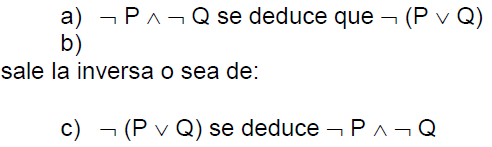 a) ¬ P ∧ ¬ Q se deduce que ¬ (P ∨ Q)
b)
sale la inversa o sea de:
c) ¬ (P ∨ Q) se deduce ¬ P ∧ ¬ Q